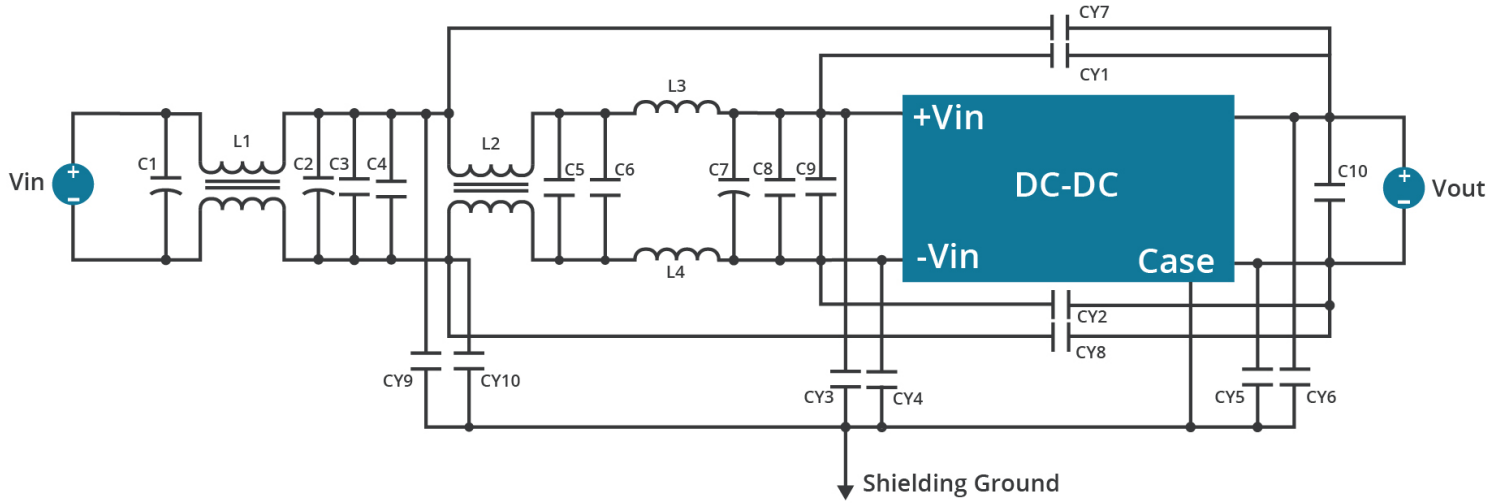 CY7
CY1
L3
+Vin
L1
L2
C1
C2
C3
C4
C5
C6
C7
C8
C9
C10
Vin
+
-
DC-DC
+
-
Vout
L4
-Vin
Case
CY2
CY8
CY9
CY10
CY3
CY4
CY5
CY6
Shielding Ground